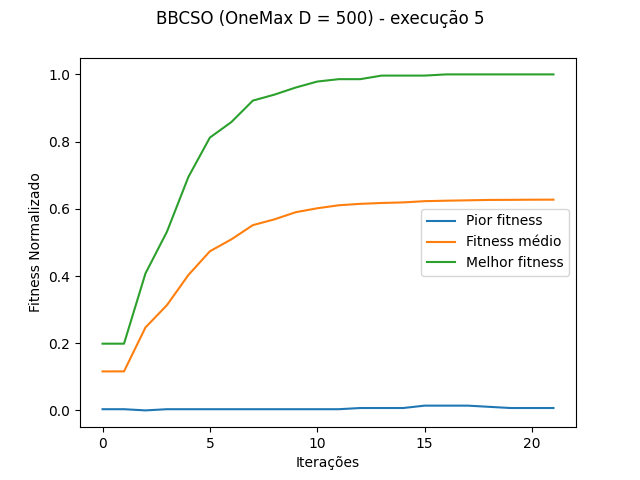 BBCSO (OneMax D = 500) - execução 5
Fitness Normalizado
1.0
0.8
0.6
0.4
0.2
0.0
Pior fitness
Fitness médio
Melhor fitness
0 5 10 15 20
Iterações